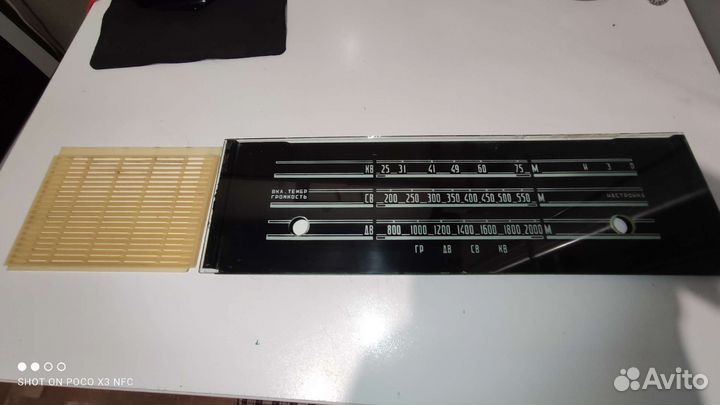 КВ 25 31 41 49 60 75 М Н З
ВКЛ. ТЕМБР
ГРОМКОСТЬ
СВ 200 250 300 350 400 450 500 550 М
НАСТРОЙКА
ДВ 800 1000 1200 1400 1600 1800 2000 М
ГР ДВ СВ КВ
SHOT ON POCO X3 NFC
Avito